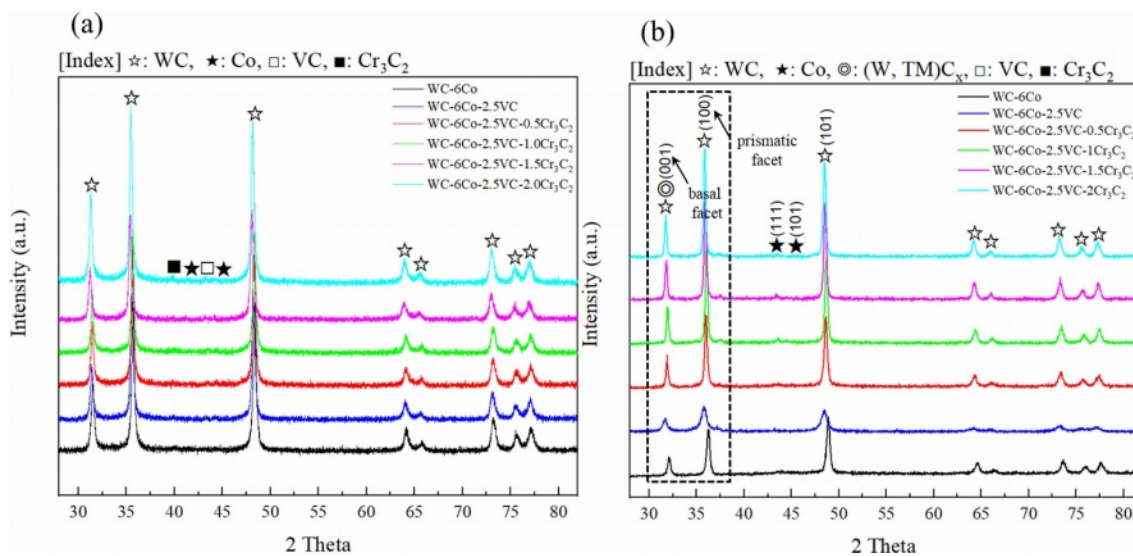 (a)
[Index] ☆: WC, ★: Co, □: VC, ■: Cr₃C₂
WC-6Co
WC-6Co-2.5VC
WC-6Co-2.5VC-0.5Cr₃C₂
WC-6Co-2.5VC-1.0Cr₃C₂
WC-6Co-2.5VC-1.5Cr₃C₂
WC-6Co-2.5VC-2.0Cr₃C₂
Intensity (a.u.)
30 35 40 45 50 55 60 65 70 75 80
2 Theta
(b)
[Index] ☆: WC, ★: Co, ◎: (W, TM)Cₓ, □: VC, ■: Cr₃C₂
WC-6Co
WC-6Co-2.5VC
WC-6Co-2.5VC-0.5Cr₃C₂
WC-6Co-2.5VC-1Cr₃C₂
WC-6Co-2.5VC-1.5Cr₃C₂
WC-6Co-2.5VC-2Cr₃C₂
(001)
(100)
prismatic
facet
basal
facet
(111)
(101)
(101)
Intensity (a.u.)
30 35 40 45 50 55 60 65 70 75 80
2 Theta